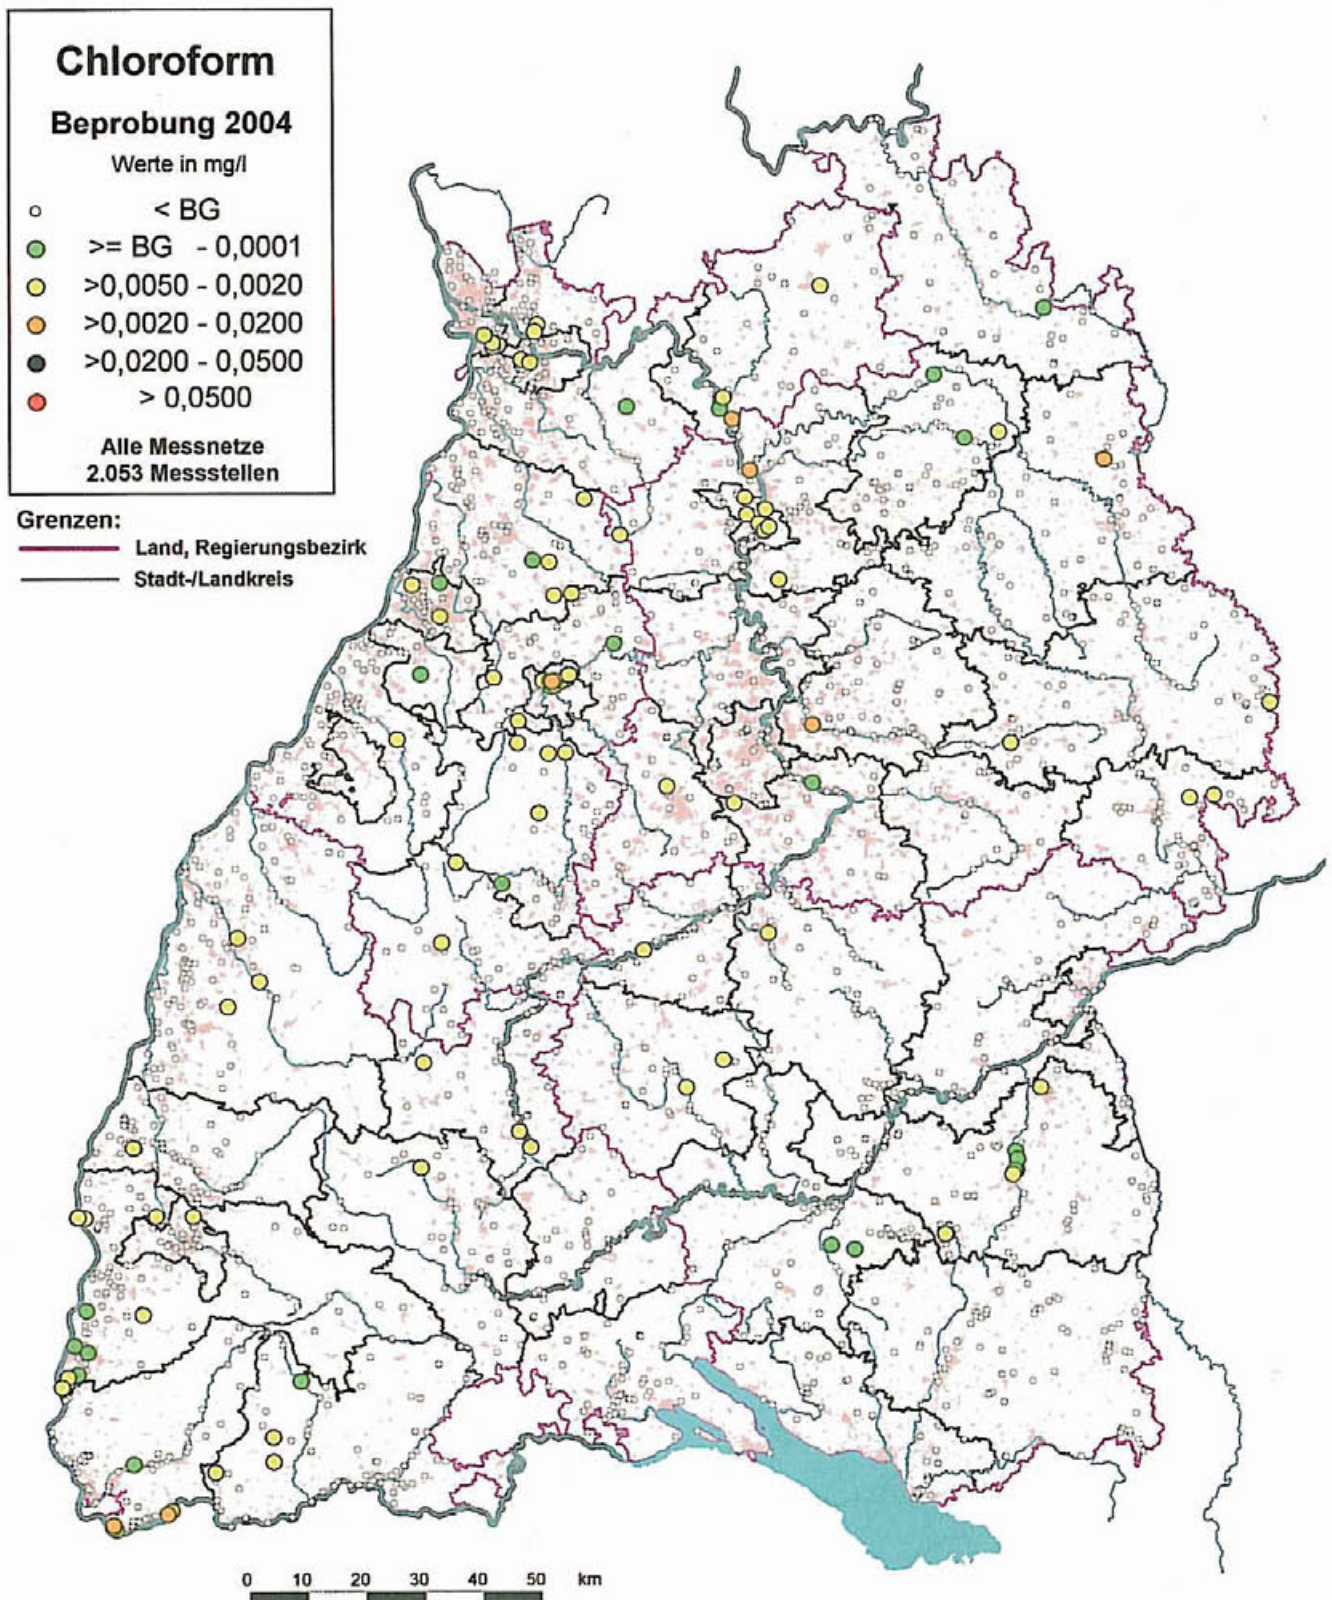 Chloroform
Beprobung 2004
Werte in mg/l
< BG
>= BG - 0,0001
>0,0050 - 0,0020
>0,0020 - 0,0200
>0,0200 - 0,0500
> 0,0500
Alle Messnetze
2.053 Messstellen
Grenzen:
Land, Regierungsbezirk
Stadt-/Landkreis
0 10 20 30 40 50 km